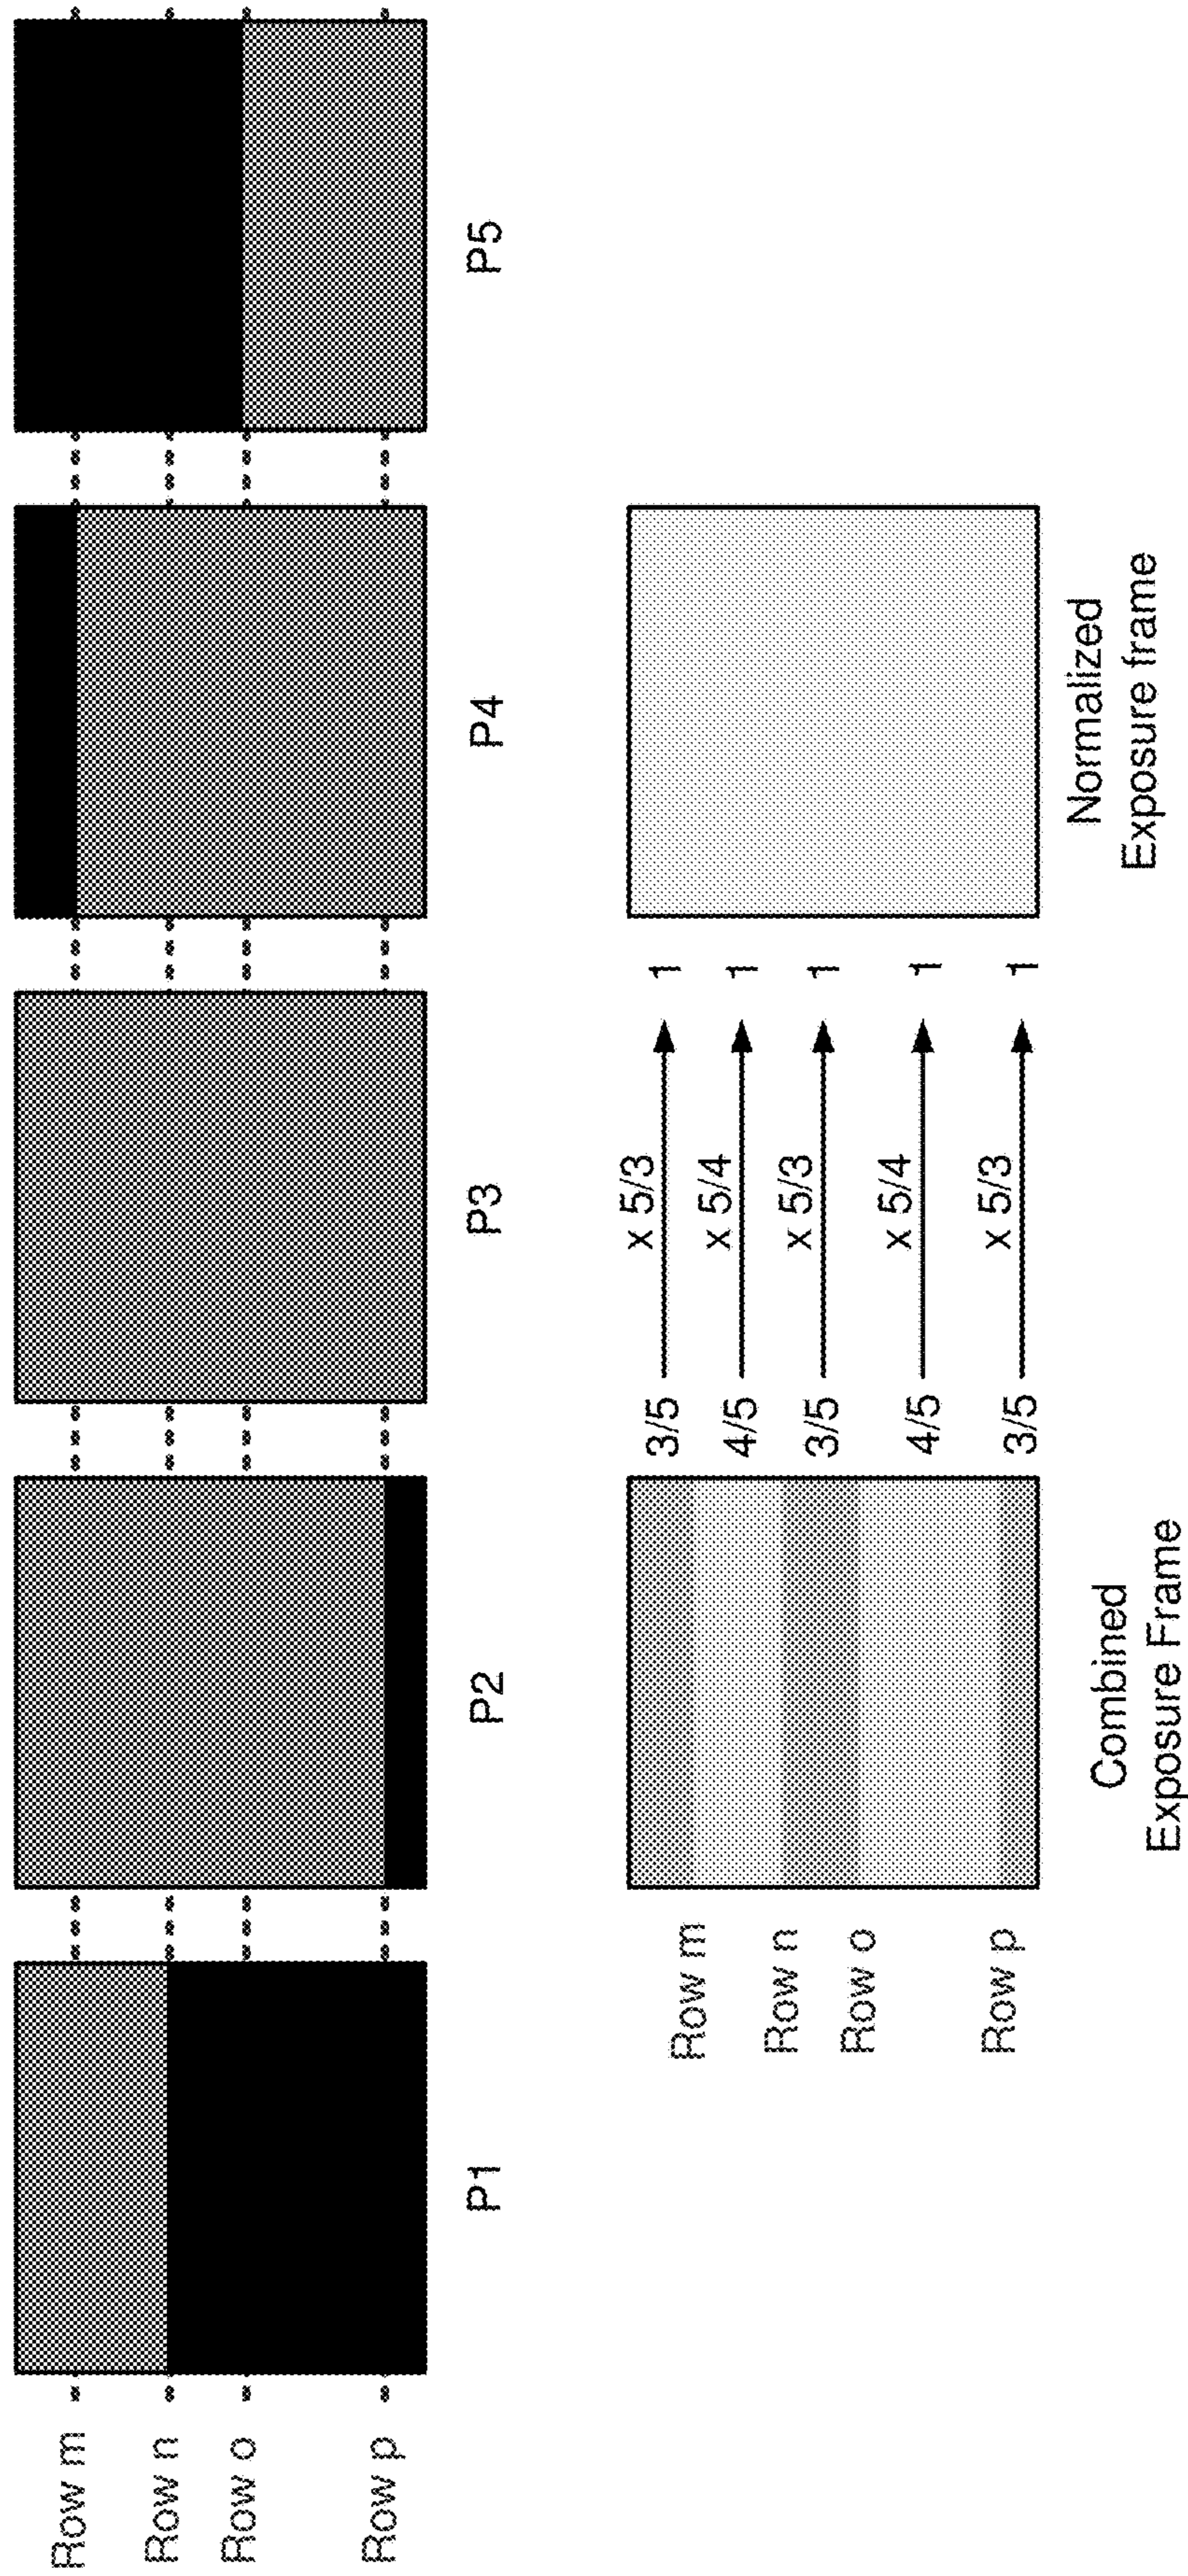 Row m
Row n
Row o
Row p
P1
P2
P3
P4
P5
Row m
Row n
Row o
Row p
3/5
x 5/3
1
4/5
x 5/4
1
3/5
x 5/3
1
4/5
x 5/4
1
3/5
x 5/3
1
Combined
Exposure Frame
Normalized
Exposure frame